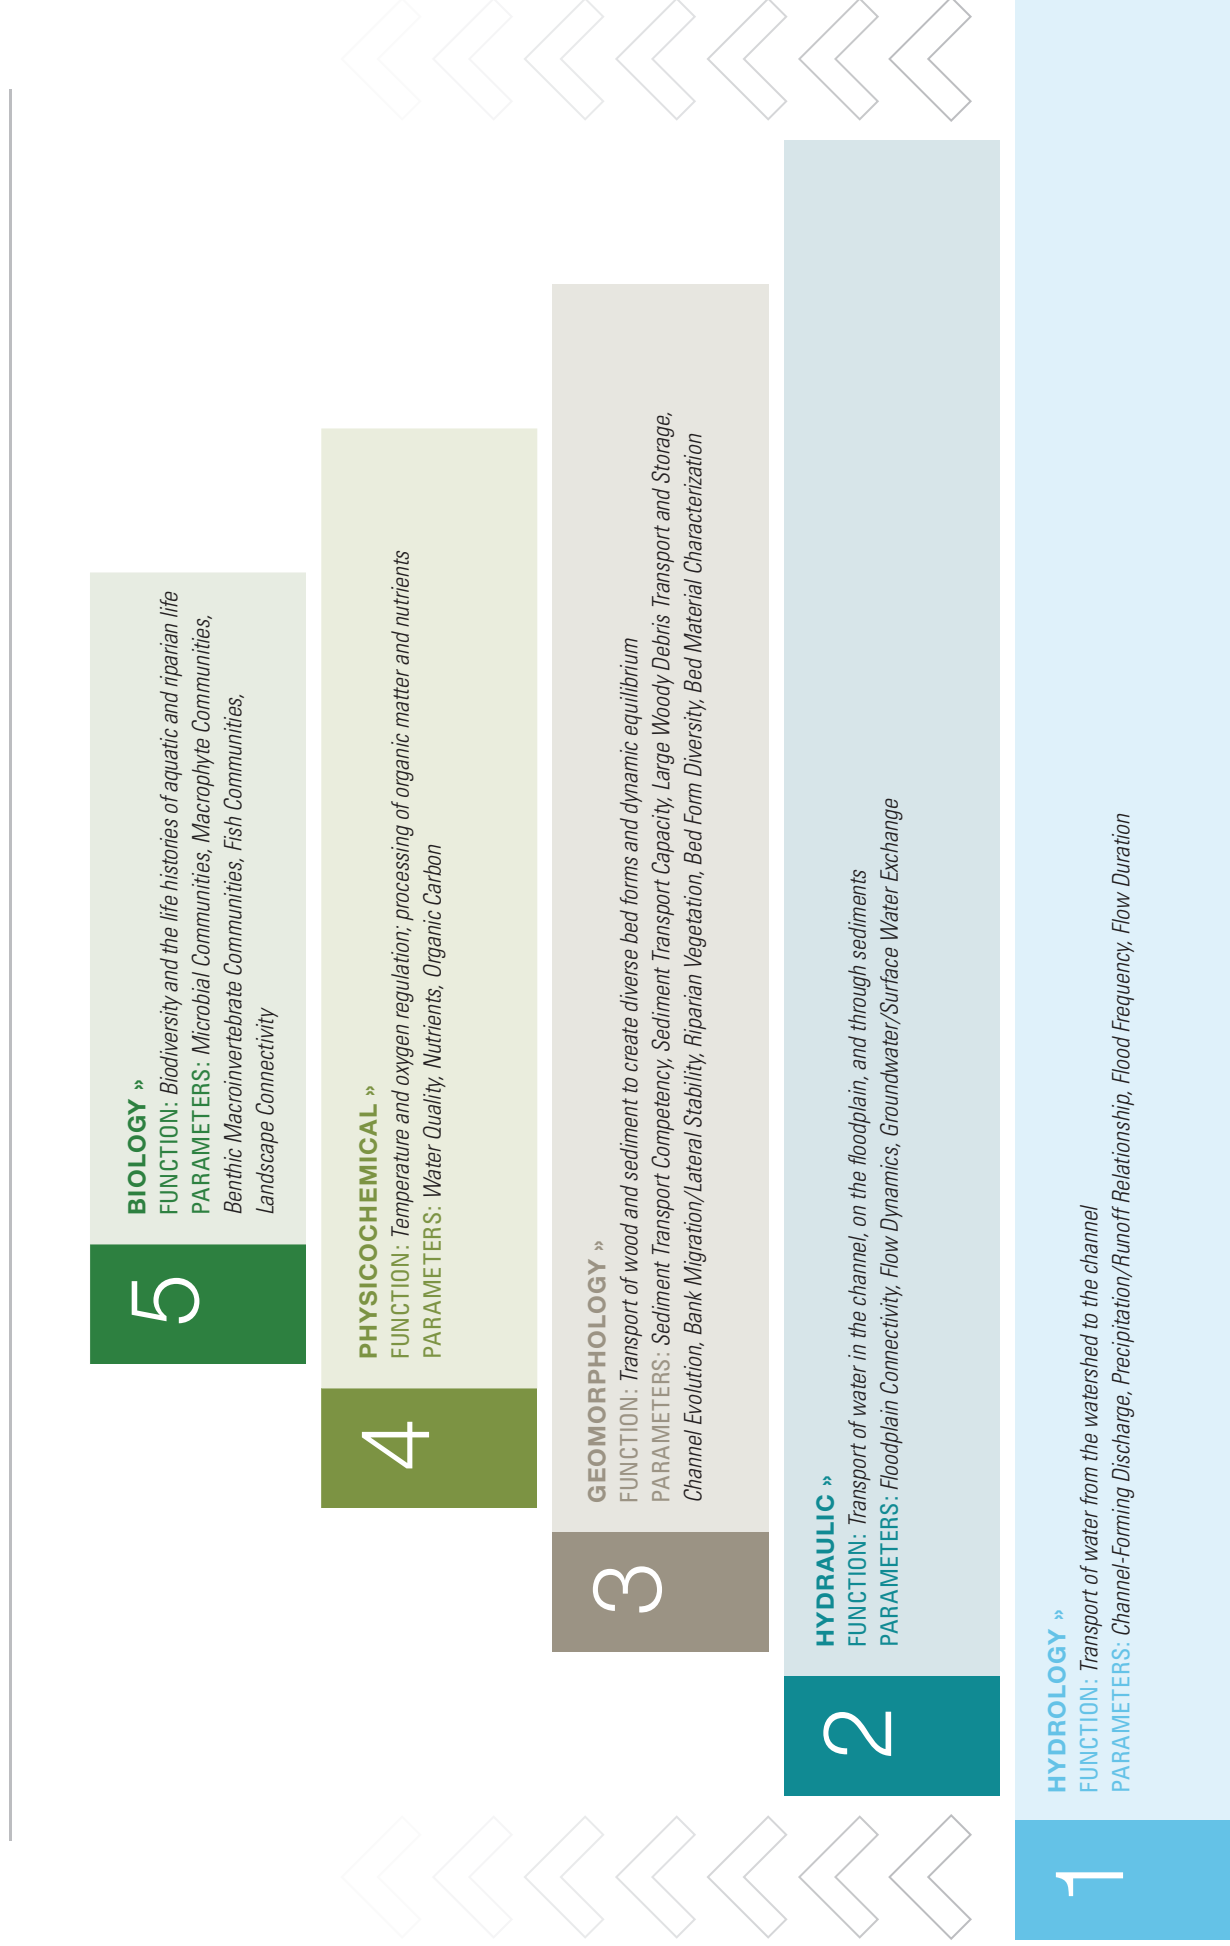 5
BIOLOGY »
FUNCTION: Biodiversity and the life histories of aquatic and riparian life
PARAMETERS: Microbial Communities, Macrophyte Communities,
Benthic Macroinvertebrate Communities, Fish Communities,
Landscape Connectivity
4
PHYSICOCHEMICAL »
FUNCTION: Temperature and oxygen regulation; processing of organic matter and nutrients
PARAMETERS: Water Quality, Nutrients, Organic Carbon
3
GEOMORPHOLOGY »
FUNCTION: Transport of wood and sediment to create diverse bed forms and dynamic equilibrium
PARAMETERS: Sediment Transport Competency, Sediment Transport Capacity, Large Woody Debris Transport and Storage,
Channel Evolution, Bank Migration/Lateral Stability, Riparian Vegetation, Bed Form Diversity, Bed Material Characterization
2
HYDRAULIC »
FUNCTION: Transport of water in the channel, on the floodplain, and through sediments
PARAMETERS: Floodplain Connectivity, Flow Dynamics, Groundwater/Surface Water Exchange
1
HYDROLOGY »
FUNCTION: Transport of water from the watershed to the channel
PARAMETERS: Channel-Forming Discharge, Precipitation/Runoff Relationship, Flood Frequency, Flow Duration